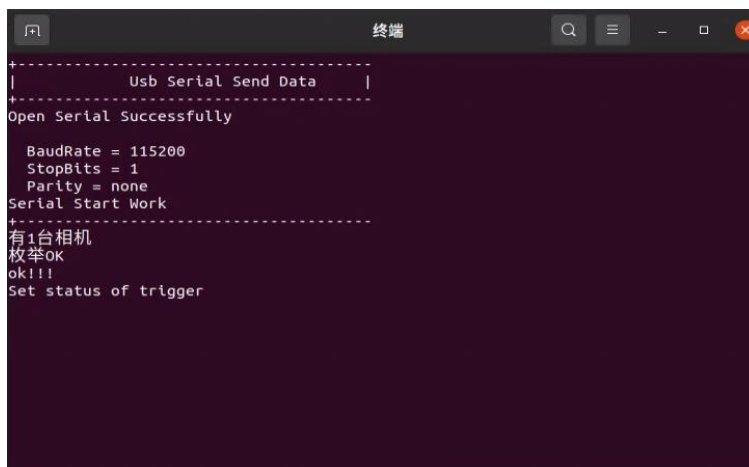 终端
+--------------------------------------
|            Usb Serial Send Data     |
+--------------------------------------
Open Serial Successfully
BaudRate = 115200
StopBits = 1
Parity = none
Serial Start Work
+--------------------------------------
有1台相机
枚举OK
ok!!!
Set status of trigger